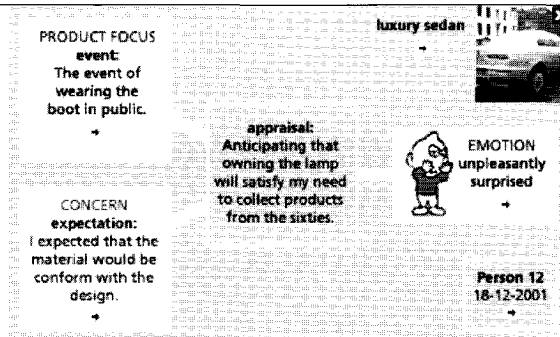 PRODUCT FOCUS
event:
The event of
wearing the
boot in public.
→
luxury sedan
→
appraisal:
Anticipating that
owning the lamp
will satisfy my need
to collect products
from the sixties.
EMOTION
unpleasantly
surprised
→
CONCERN
expectation:
I expected that the
material would be
conform with the
design.
→
Person 12
18-12-2001
→